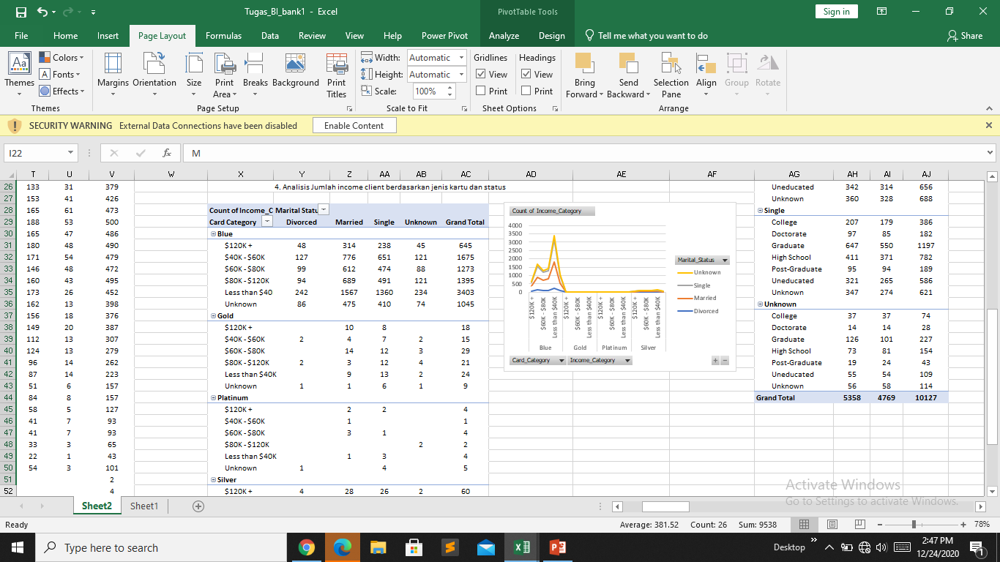 Tugas_BI_bank1 - Excel
PivotTable Tools
Sign in
File Home Insert Page Layout Formulas Data Review View Help Power Pivot Analyze Design Tell me what you want to do Share
Colors Width: Automatic Gridlines Headings
Aa Fonts Height: Automatic View View
Themes Effects Margins Orientation Size Print Area Breaks Background Print Titles Scale: 100% Print Print Bring Forward Send Backward Selection Pane Align Group Rotate
Themes Page Setup Scale to Fit Sheet Options Arrange
SECURITY WARNING External Data Connections have been disabled Enable Content
I22 fx M
T U V W X Y Z AA AB AC AD AE AF AG AH AI AJ
26 133 31 379 4. Analisis Jumlah income client berdasarkan jenis kartu dan status Uneducated 342 314 656
27 153 41 426 Unknown 360 328 688
28 165 61 473 Count of Income_C Marital Statu Single
29 188 53 500 Card Category Divorced Married Single Unknown Grand Total College 207 179 386
30 165 47 486 Blue Doctorate 97 85 182
31 180 48 490 $120K + 48 314 238 45 645 Graduate 647 550 1197
32 171 54 479 $40K - $60K 127 776 651 121 1675 High School 411 371 782
33 146 48 472 $60K - $80K 99 612 474 88 1273 Post-Graduate 95 94 189
34 160 43 495 $80K - $120K 94 689 491 121 1395 Uneducated 321 265 586
35 173 26 452 Less than $40 242 1567 1360 234 3403 Unknown 347 274 621
36 162 13 398 Unknown 86 475 410 74 1045 Unknown
37 156 18 376 Gold College 37 37 74
38 149 20 387 $120K + 10 8 18 Doctorate 14 14 28
39 112 13 307 $40K - $60K 2 4 7 2 15 Graduate 126 101 227
40 124 13 279 $60K - $80K 14 12 3 29 High School 73 81 154
41 96 14 262 $80K - $120K 2 3 12 4 21 Post-Graduate 19 24 43
42 87 14 223 Less than $40K 9 13 2 24 Uneducated 55 54 109
43 51 6 157 Unknown 1 1 6 1 9 Unknown 56 58 114
44 84 8 157 Platinum Grand Total 5358 4769 10127
45 58 5 127 $120K + 2 2 4
46 41 7 93 $40K - $60K 1 1
47 41 7 93 $60K - $80K 3 1 4
48 33 3 65 $80K - $120K 2 2
49 22 1 43 Less than $40K 1 3 4
50 54 3 101 Unknown 1 4 5
51 2 Silver
52 4 $120K + 4 28 26 2 60
Count of Income_Category
4000
3500
3000
2500
2000
1500
1000
500
0
Marital_Status
Unknown
Single
Married
Divorced
$120K + $60K - $80K Less than $40K $120K + $60K - $80K Less than $40K $120K + $60K - $80K Less than $40K $120K + $60K - $80K Less than $40K
Blue Gold Platinum Silver
Card_Category Income_Category
Activate Windows
Go to Settings to activate Windows.
Sheet2 Sheet1
Ready Average: 381.52 Count: 26 Sum: 9538 78%
Type here to search Desktop 2:47 PM
12/24/2020
1